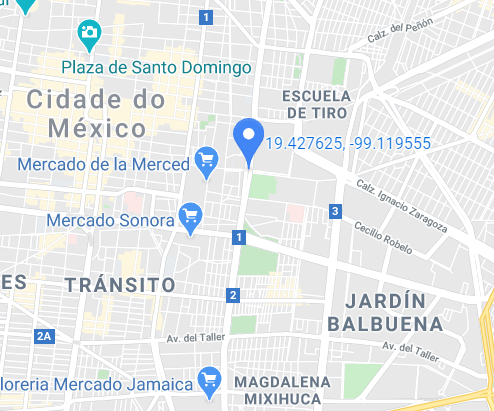 1
Calz. del Peñón
Plaza de Santo Domingo
Cidade do
México
ESCUELA
DE TIRO
19.427625, -99.119555
Mercado de la Merced
Calz. Ignacio Zaragoza
3
Mercado Sonora
Cecilio Robelo
1
ES
TRÁNSITO
2
JARDÍN
BALBUENA
2A
Av. del Taller
Av. del Taller
loreria Mercado Jamaica
MAGDALENA
MIXIHUCA